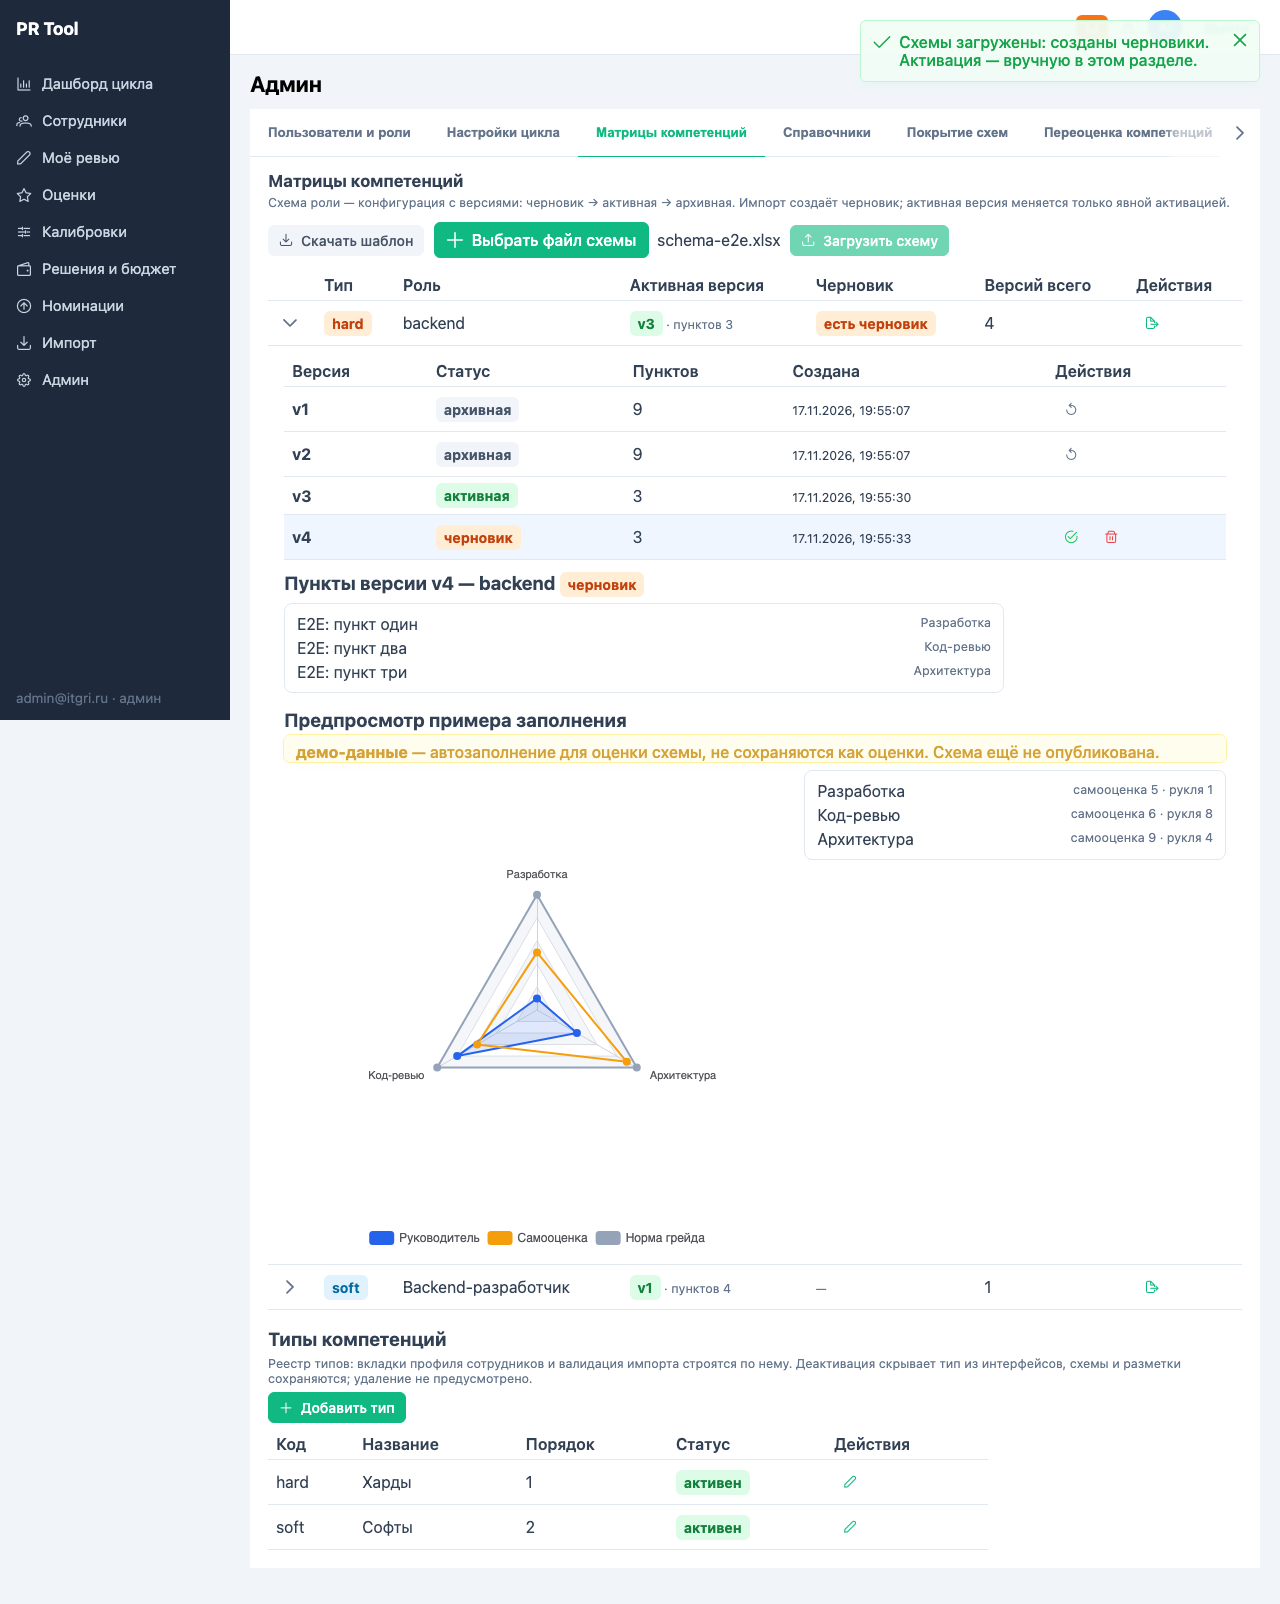 PR Tool
Дашборд цикла
Сотрудники
Моё ревью
Оценки
Калибровки
Решения и бюджет
Номинации
Импорт
Админ
admin@itgri.ru · админ
Схемы загружены: созданы черновики.
Активация — вручную в этом разделе.
Админ
Пользователи и роли
Настройки цикла
Матрицы компетенций
Справочники
Покрытие схем
Переоценка компетенций
Матрицы компетенций
Схема роли — конфигурация с версиями: черновик → активная → архивная. Импорт создаёт черновик; активная версия меняется только явной активацией.
Скачать шаблон
Выбрать файл схемы
schema-e2e.xlsx
Загрузить схему
Тип Роль Активная версия Черновик Версий всего Действия
hard backend v3 · пунктов 3 есть черновик 4
Версия Статус Пунктов Создана Действия
v1 архивная 9 17.11.2026, 19:55:07
v2 архивная 9 17.11.2026, 19:55:07
v3 активная 3 17.11.2026, 19:55:30
v4 черновик 3 17.11.2026, 19:55:33
Пункты версии v4 — backend черновик
E2E: пункт один Разработка
E2E: пункт два Код-ревью
E2E: пункт три Архитектура
Предпросмотр примера заполнения
демо-данные — автозаполнение для оценки схемы, не сохраняются как оценки. Схема ещё не опубликована.
Разработка самооценка 5 · рукля 1
Код-ревью самооценка 6 · рукля 8
Архитектура самооценка 9 · рукля 4
Разработка
Код-ревью
Архитектура
Руководитель Самооценка Норма грейда
soft Backend-разработчик v1 · пунктов 4 — 1
Типы компетенций
Реестр типов: вкладки профиля сотрудников и валидация импорта строятся по нему. Деактивация скрывает тип из интерфейсов, схемы и разметки
сохраняются; удаление не предусмотрено.
Добавить тип
Код Название Порядок Статус Действия
hard Харды 1 активен
soft Софты 2 активен